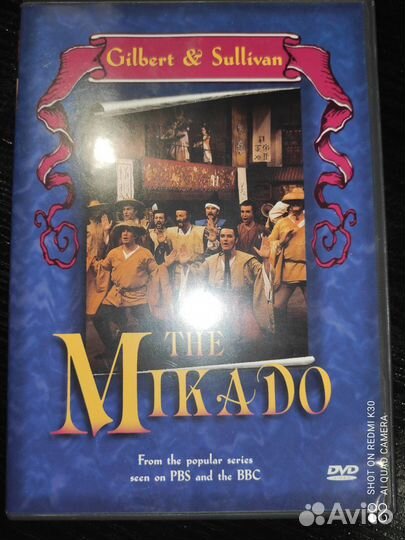 Gilbert & Sullivan
THE
MIKADO
From the popular series
seen on PBS and the BBC
DVD
SHOT ON REDMI K30
AI QUAD CAMERA
Avito